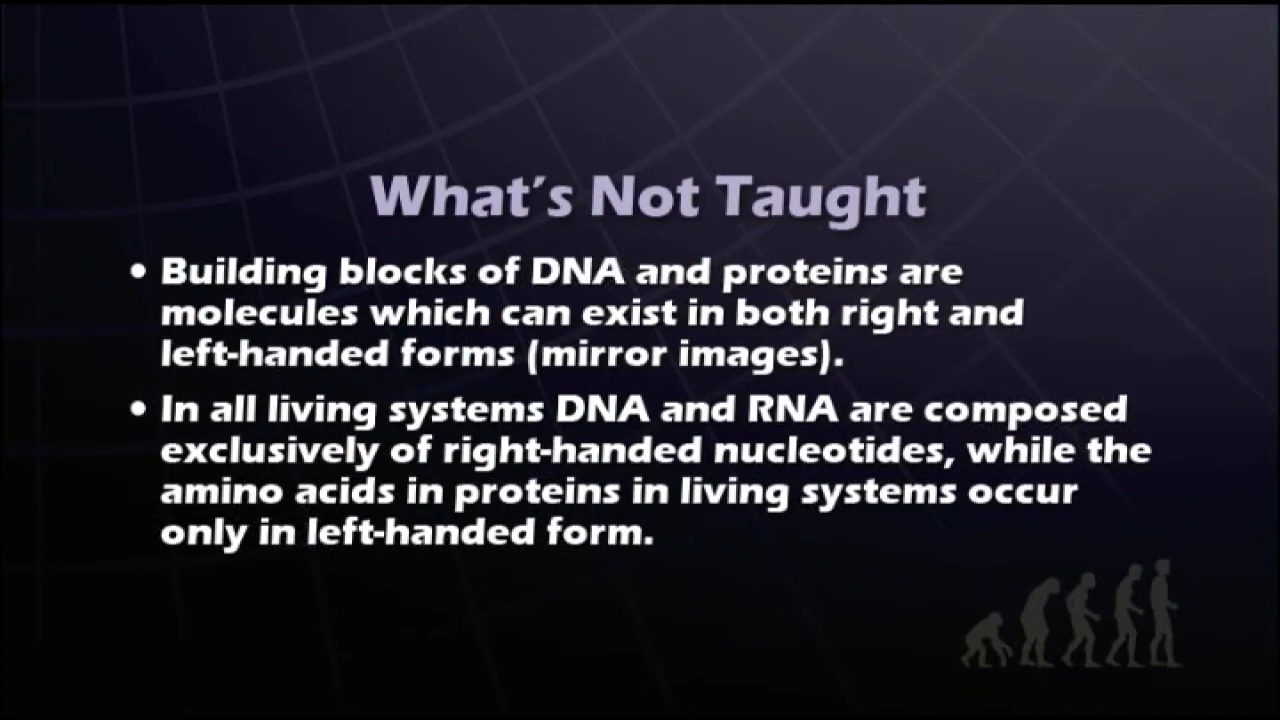 What's Not Taught
• Building blocks of DNA and proteins are
molecules which can exist in both right and
left-handed forms (mirror images).
• In all living systems DNA and RNA are composed
exclusively of right-handed nucleotides, while the
amino acids in proteins in living systems occur
only in left-handed form.